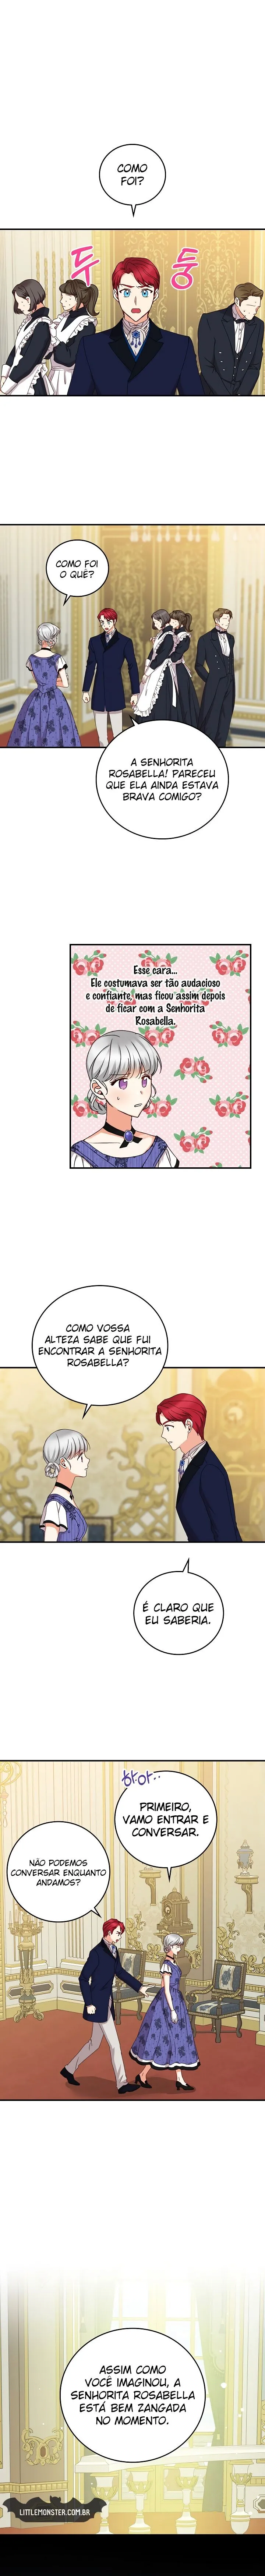 COMO
FOI?
두 둥
COMO FOI
O QUÊ?
A SENHORITA
ROSABELLA! PARECEU
QUE ELA AINDA ESTAVA
BRAVA COMIGO?
Esse cara...
Ele costumava ser tão audacioso
e confiante, mas ficou assim depois
de ficar com a Senhorita
Rosabella.
COMO VOSSA
ALTEZA SABE QUE FUI
ENCONTRAR A SENHORITA
ROSABELLA?
É CLARO QUE
EU SABERIA.
하아..
PRIMEIRO,
VAMO ENTRAR E
CONVERSAR.
NÃO PODEMOS
CONVERSAR ENQUANTO
ANDAMOS?
ASSIM COMO
VOCÊ IMAGINOU, A
SENHORITA ROSABELLA
ESTÁ BEM ZANGADA
NO MOMENTO.
LITTLEMONSTER.COM.BR